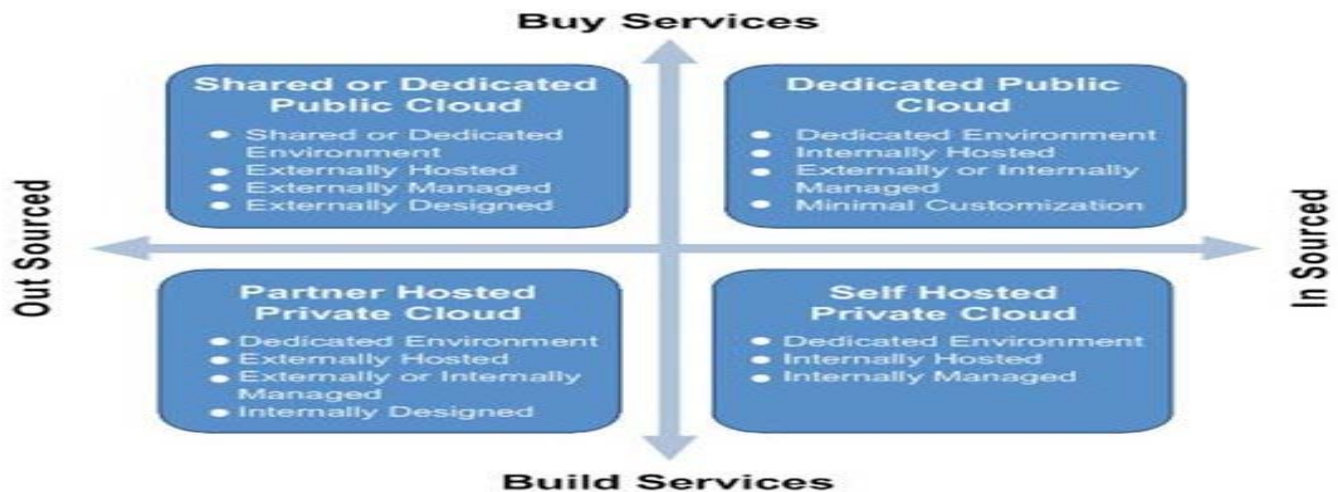 Buy Services
Shared or Dedicated
Public Cloud
• Shared or Dedicated
Environment
• Externally Hosted
• Externally Managed
• Externally Designed
Dedicated Public
Cloud
• Dedicated Environment
• Internally Hosted
• Externally or Internally
Managed
• Minimal Customization
Out Sourced
In Sourced
Partner Hosted
Private Cloud
• Dedicated Environment
• Externally Hosted
• Externally or Internally
Managed
• Internally Designed
Self Hosted
Private Cloud
• Dedicated Environment
• Internally Hosted
• Internally Managed
Build Services